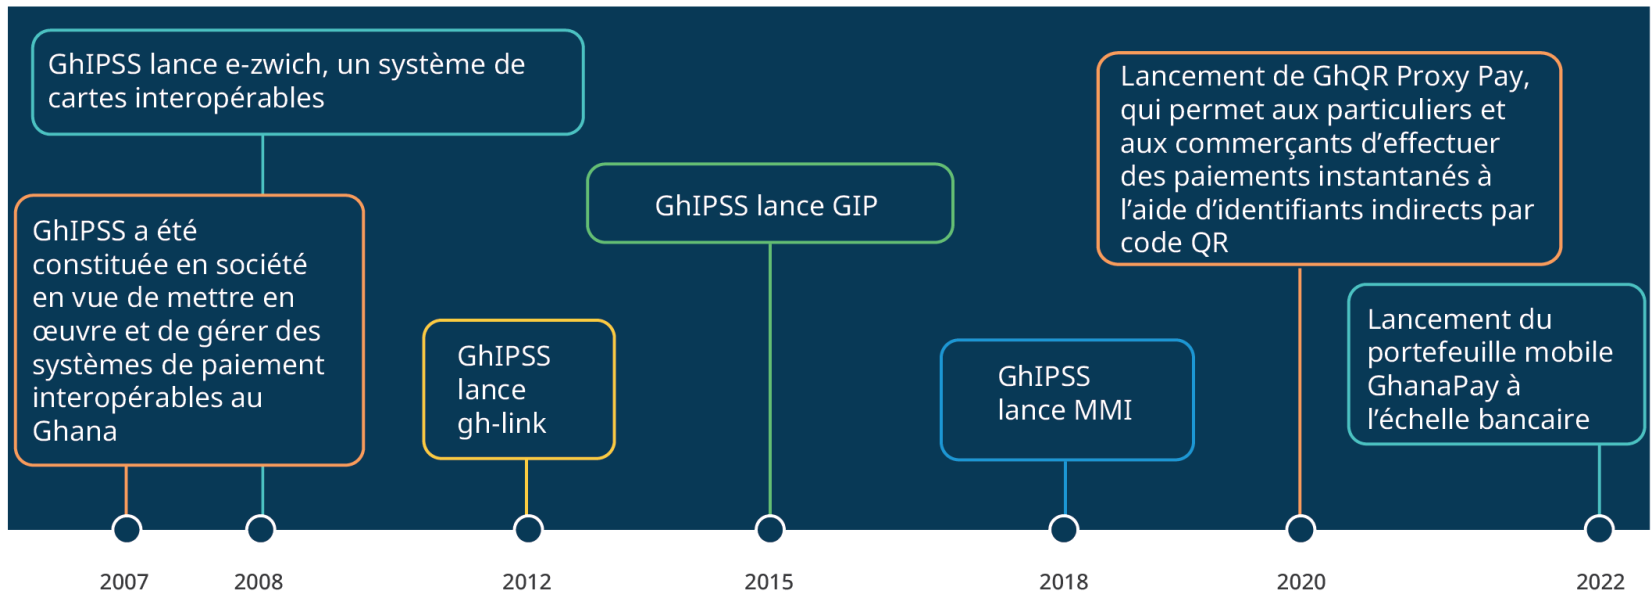 GhIPSS lance e-zwich, un système de
cartes interopérables
GhIPSS a été
constituée en société
en vue de mettre en
œuvre et de gérer des
systèmes de paiement
interopérables au
Ghana
GhIPSS
lance
gh-link
GhIPSS lance GIP
GhIPSS
lance MMI
Lancement de GhQR Proxy Pay,
qui permet aux particuliers et
aux commerçants d’effectuer
des paiements instantanés à
l’aide d’identifiants indirects par
code QR
Lancement du
portefeuille mobile
GhanaPay à
l’échelle bancaire
2007
2008
2012
2015
2018
2020
2022